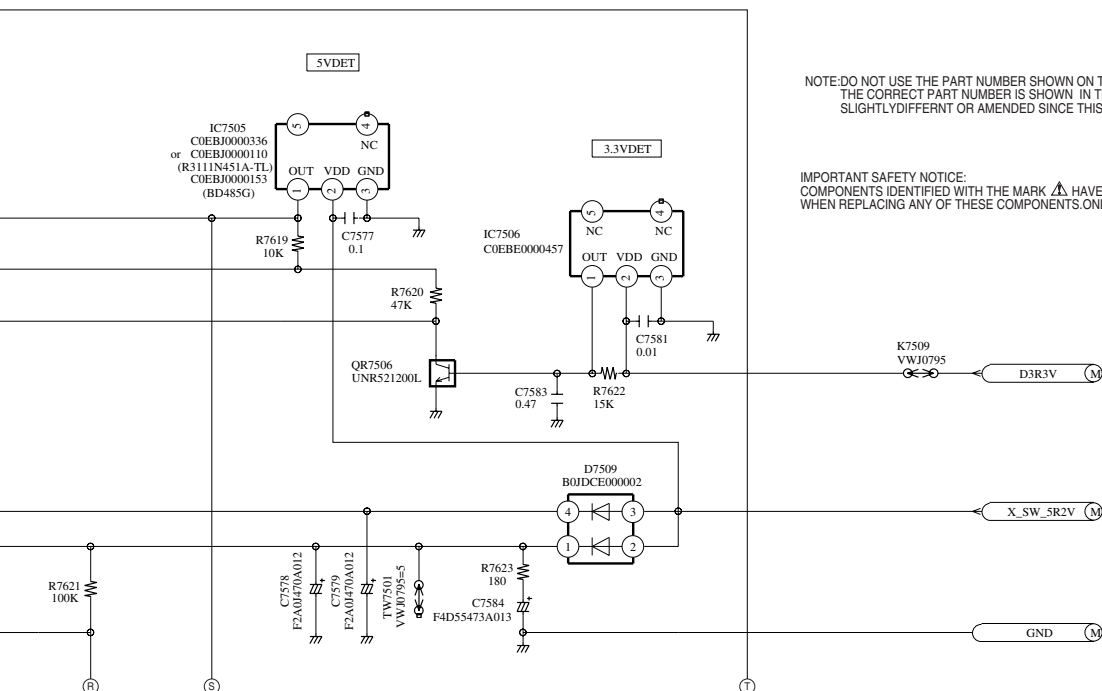 5VDET
NOTE:DO NOT USE THE PART NUMBER SHOWN ON T
THE CORRECT PART NUMBER IS SHOWN IN T
SLIGHTLYDIFFERNT OR AMENDED SINCE THIS
IC7505
C0EBJ0000336
or C0EBJ0000110
(R3111N451A-TL)
C0EBJ0000153
(BD485G)
5
4
NC
OUT VDD GND
1
2
3
3.3VDET
IMPORTANT SAFETY NOTICE:
COMPONENTS IDENTIFIED WITH THE MARK ! HAVE
WHEN REPLACING ANY OF THESE COMPONENTS.ONL
R7619
10K
C7577
0.1
IC7506
C0EBE0000457
5
NC
4
NC
OUT VDD GND
1
2
3
R7620
47K
C7581
0.01
QR7506
UNR521200L
C7583
0.47
R7622
15K
K7509
VWJ0795
D3R3V
M
D7509
B0JDCE000002
4
3
1
2
X_SW_5R2V
M
R7621
100K
C7578
F2A0J470A012
C7579
F2A0J470A012
TW7501
VWJ0795=5
R7623
180
C7584
F4D55473A013
GND
M
R
S
T